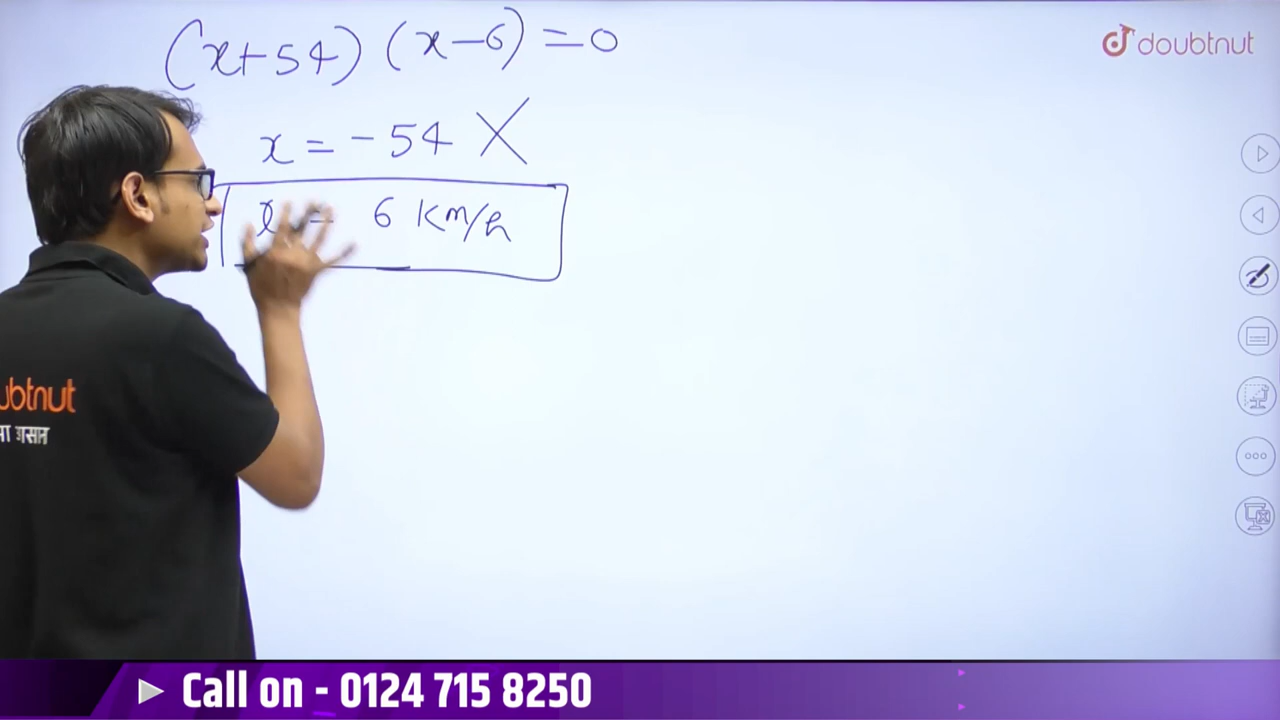 (x+54) (x-6) =0
doubtnut
x = -54 X
x = 6 Km/h
ubtnut
Call on - 0124 715 8250